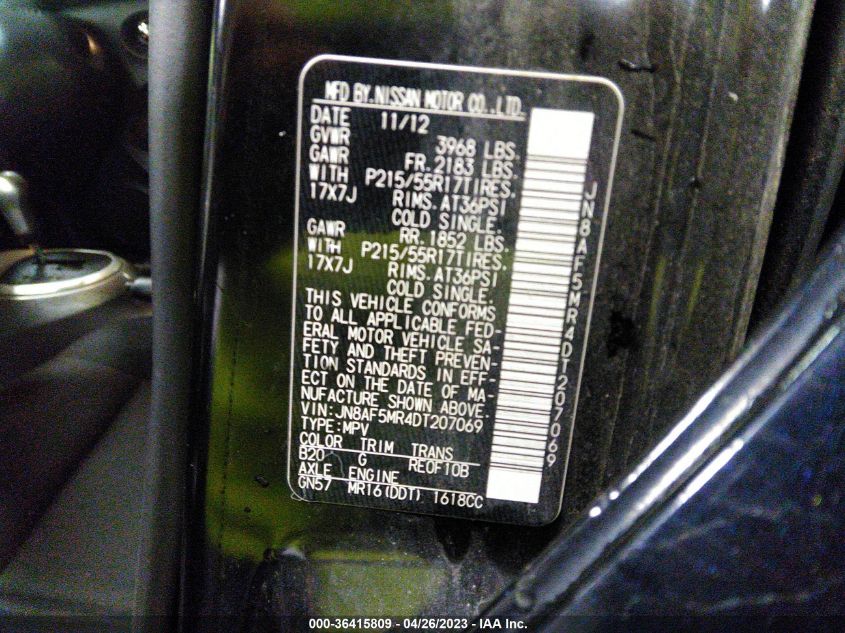 MFD BY.NISSAN MOTOR CO.,LTD.
DATE 11/12
GVWR 3968 LBS.
GAWR FR.2183 LBS.
WITH P215/55R17TIRES.
17X7J RIMS.AT36PSI
COLD SINGLE.
GAWR RR.1852 LBS.
WITH P215/55R17TIRES.
17X7J RIMS.AT36PSI
COLD SINGLE.
THIS VEHICLE CONFORMS
TO ALL APPLICABLE FED-
ERAL MOTOR VEHICLE SA-
FETY AND THEFT PREVEN-
TION STANDARDS IN EFF-
ECT ON THE DATE OF MA-
NUFACTURE SHOWN ABOVE.
VIN:JN8AF5MR4DT207069
TYPE:MPV
COLOR TRIM TRANS
B20 G RE0F10B
AXLE ENGINE
GN57 MR16(DDT) 1618CC
JN8AF5MR4DT207069
000-36415809 - 04/26/2023 - IAA Inc.